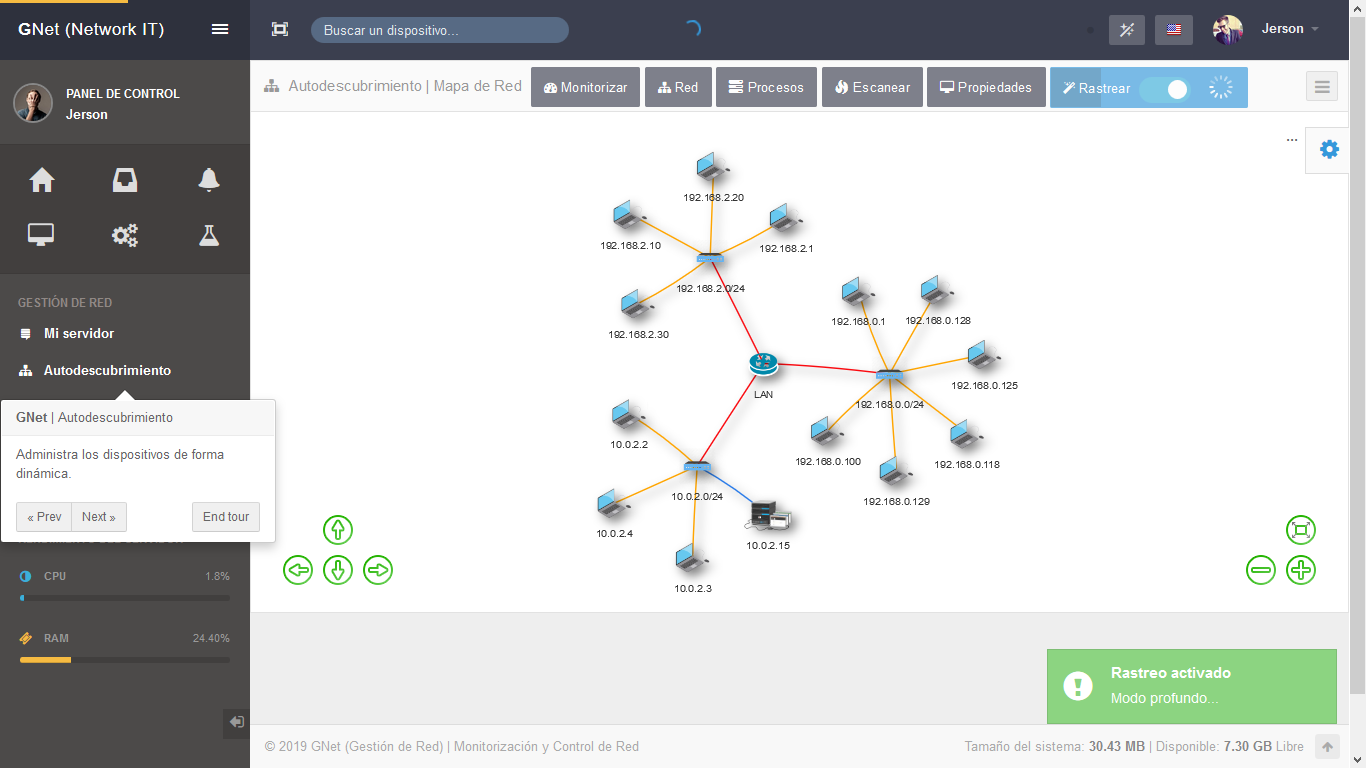 GNet (Network IT)
Buscar un dispositivo...
Jerson
PANEL DE CONTROL
Jerson
Autodescubrimiento | Mapa de Red
Monitorizar
Red
Procesos
Escanear
Propiedades
Rastrear
...
GESTIÓN DE RED
Mi servidor
Autodescubrimiento
GNet | Autodescubrimiento
Administra los dispositivos de forma
dinámica.
« Prev
Next »
End tour
CPU
1.8%
RAM
24.40%
192.168.2.20
192.168.2.10
192.168.2.1
192.168.2.0/24
192.168.2.30
192.168.0.1
192.168.0.128
192.168.0.125
LAN
192.168.0.0/24
10.0.2.2
192.168.0.100
192.168.0.118
10.0.2.0/24
192.168.0.129
10.0.2.4
10.0.2.15
10.0.2.3
Rastreo activado
Modo profundo...
© 2019 GNet (Gestión de Red) | Monitorización y Control de Red
Tamaño del sistema: 30.43 MB | Disponible: 7.30 GB Libre